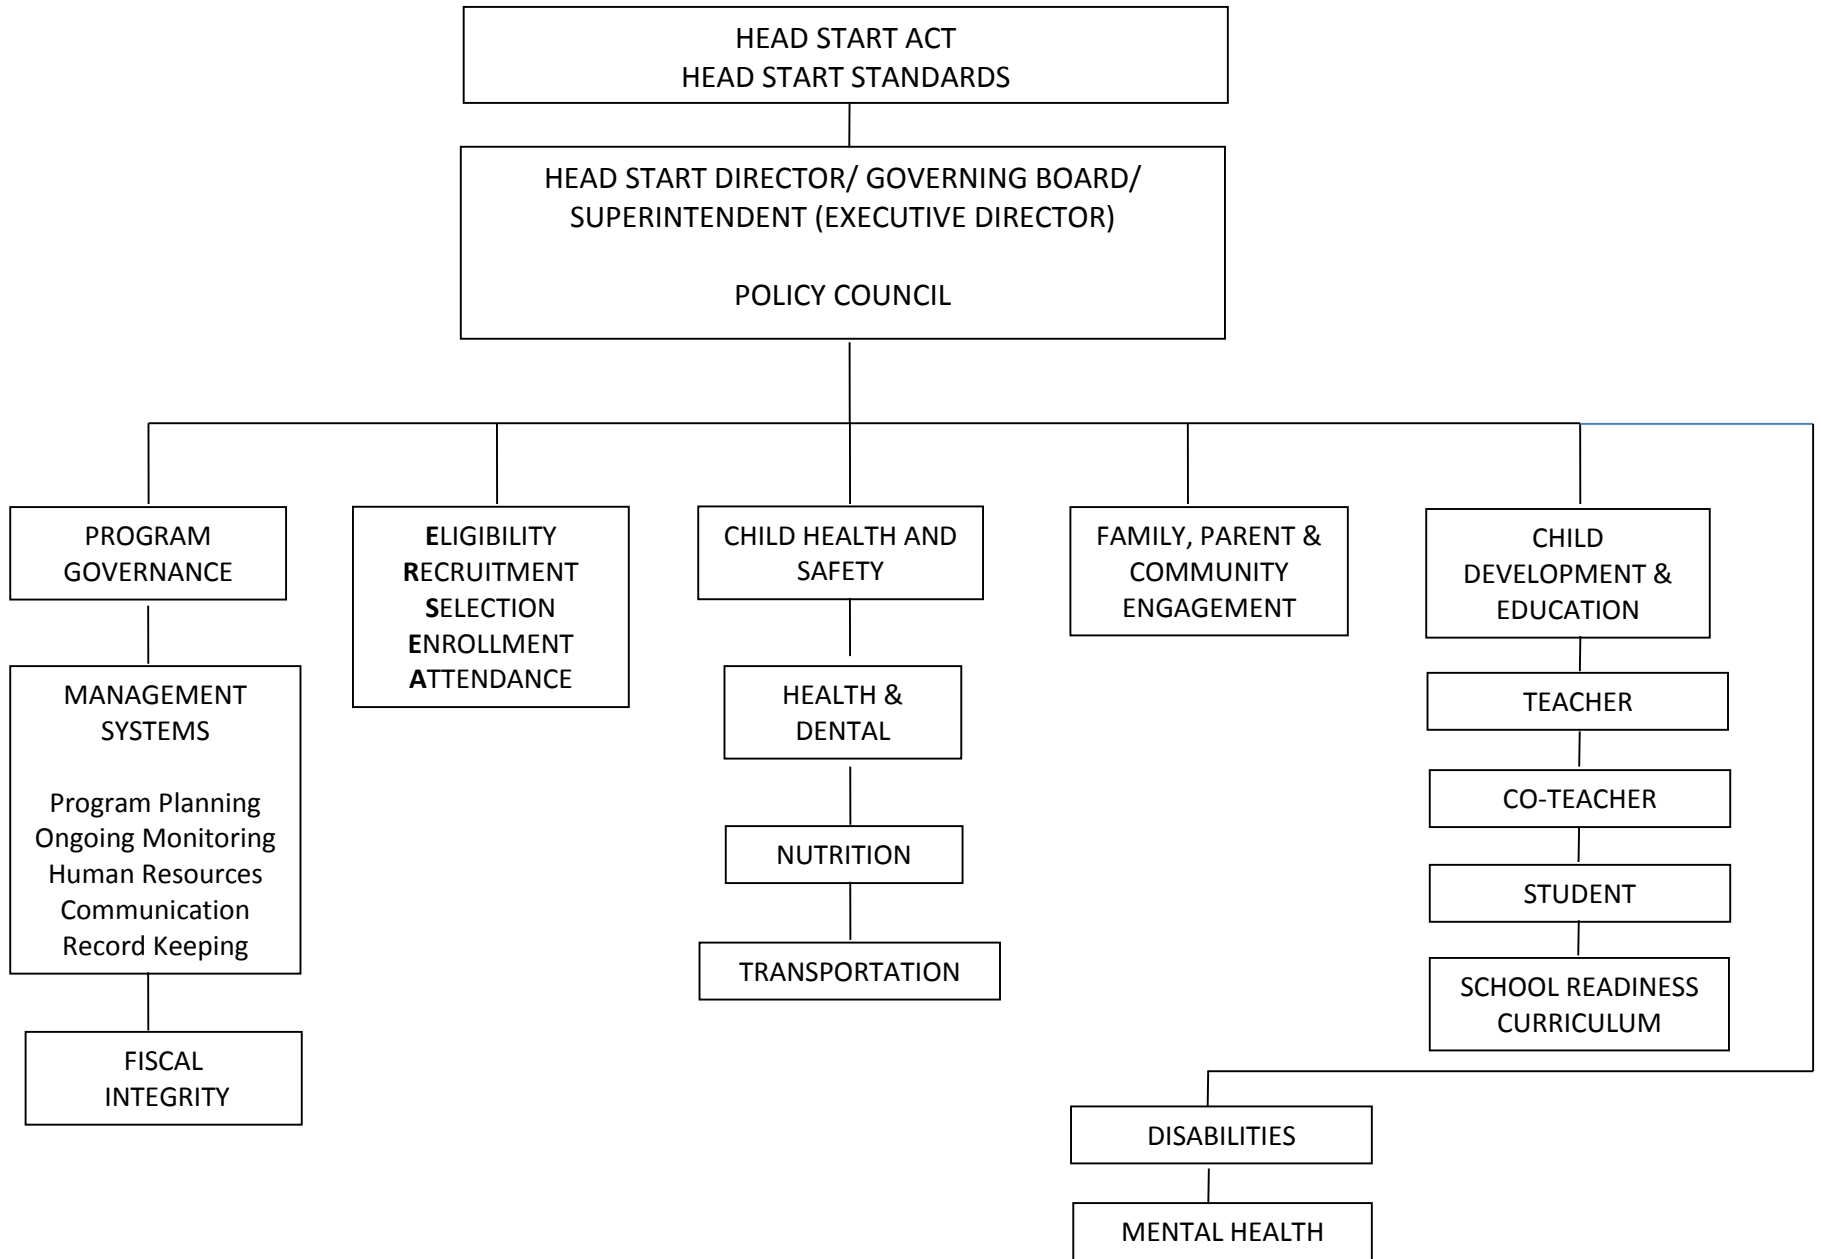 HEAD START ACT
HEAD START STANDARDS
HEAD START DIRECTOR/ GOVERNING BOARD/
SUPERINTENDENT (EXECUTIVE DIRECTOR)
POLICY COUNCIL
PROGRAM
GOVERNANCE
MANAGEMENT
SYSTEMS
Program Planning
Ongoing Monitoring
Human Resources
Communication
Record Keeping
FISCAL
INTEGRITY
ELIGIBILITY
RECRUITMENT
SELECTION
ENROLLMENT
ATTENDANCE
CHILD HEALTH AND
SAFETY
HEALTH &
DENTAL
NUTRITION
TRANSPORTATION
FAMILY, PARENT &
COMMUNITY
ENGAGEMENT
CHILD
DEVELOPMENT &
EDUCATION
TEACHER
CO-TEACHER
STUDENT
SCHOOL READINESS
CURRICULUM
DISABILITIES
MENTAL HEALTH